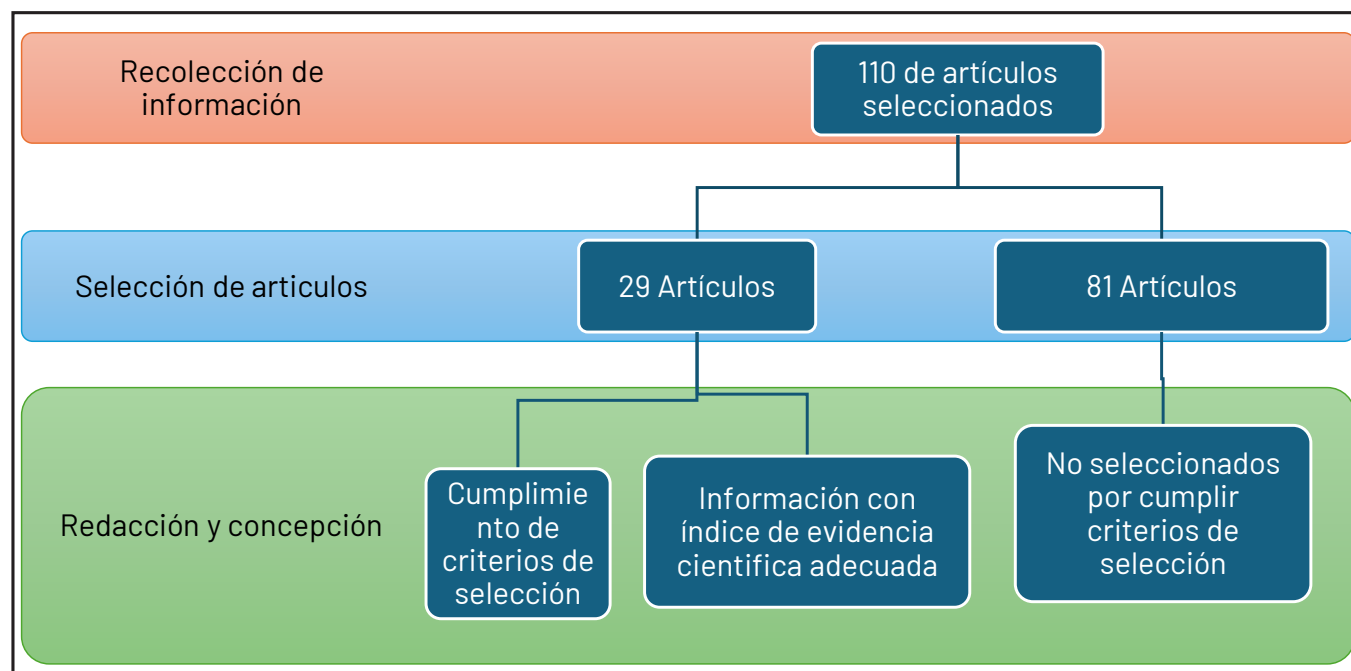 Recolección de
información
110 de artículos
seleccionados
Selección de articulos
29 Artículos
81 Artículos
Redacción y concepción
Cumplimie
nto de
criterios de
selección
Información con
índice de evidencia
cientifica adecuada
No seleccionados
por cumplir
criterios de
selección